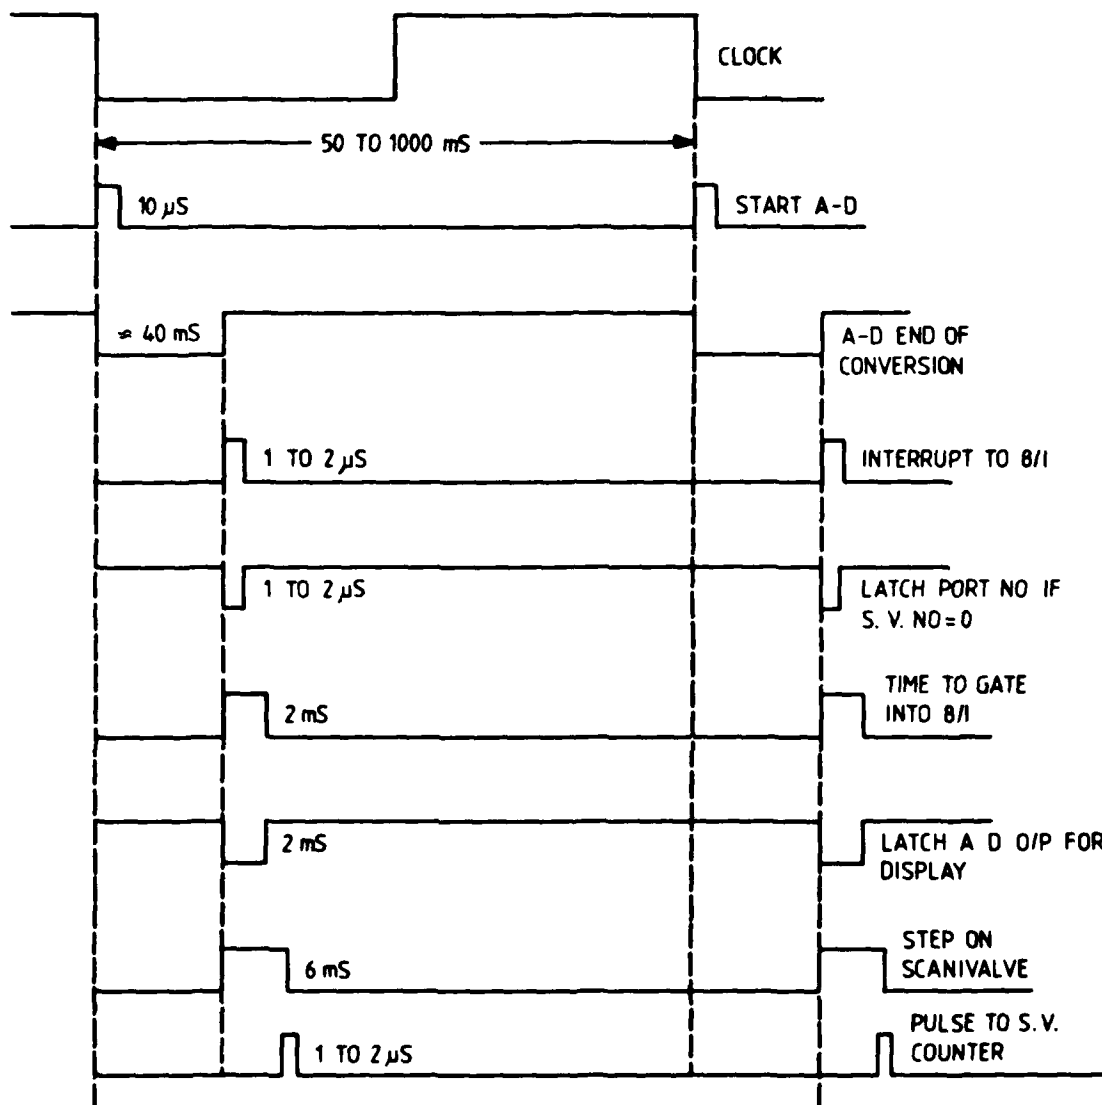 CLOCK
50 TO 1000 mS
10 µS
START A-D
≈ 40 mS
A-D END OF
CONVERSION
1 TO 2 µS
INTERRUPT TO 8/I
1 TO 2 µS
LATCH PORT NO IF
S. V. NO = 0
TIME TO GATE
INTO 8/I
2 mS
2 mS
LATCH A D O/P FOR
DISPLAY
STEP ON
SCANIVALVE
6 mS
PULSE TO S.V.
COUNTER
1 TO 2 µS